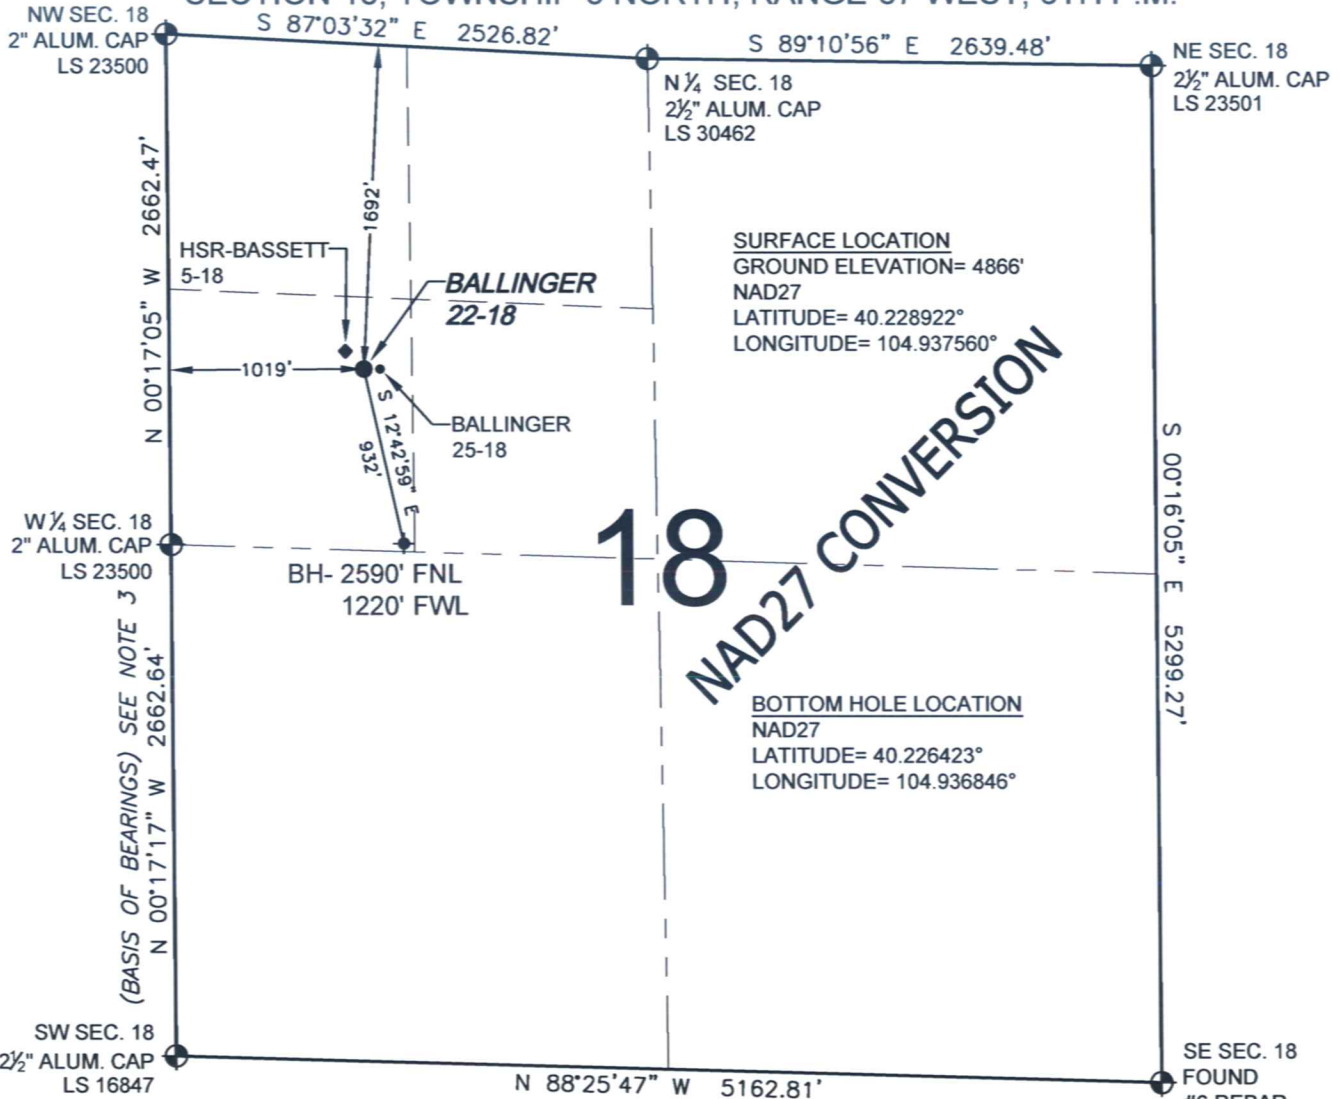 NW SEC. 18
2" ALUM. CAP
LS 23500
S 87°03'32" E 2526.82'
S 89°10'56" E 2639.48'
N ¼ SEC. 18
2½" ALUM. CAP
LS 30462
NE SEC. 18
2½" ALUM. CAP
LS 23501
N 00°17'05" W 2662.47'
1692'
HSR-BASSETT
5-18
BALLINGER
22-18
SURFACE LOCATION
GROUND ELEVATION= 4866'
NAD27
LATITUDE= 40.228922°
LONGITUDE= 104.937560°
1019'
BALLINGER
25-18
S 12°42'59" E
932'
S 00°16'05" E 5299.27'
W ¼ SEC. 18
2" ALUM. CAP
LS 23500
BH- 2590' FNL
1220' FWL
18
NAD27 CONVERSION
BOTTOM HOLE LOCATION
NAD27
LATITUDE= 40.226423°
LONGITUDE= 104.936846°
(BASIS OF BEARINGS) SEE NOTE 3
N 00°17'17" W 2662.64'
SW SEC. 18
2½" ALUM. CAP
LS 16847
N 88°25'47" W 5162.81'
SE SEC. 18
FOUND